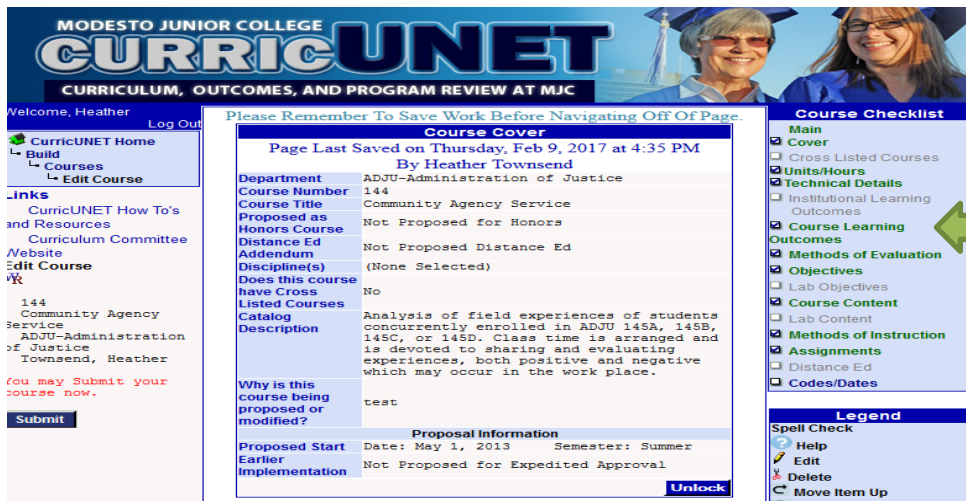 MODESTO JUNIOR COLLEGE
CURRICUNET
CURRICULUM, OUTCOMES, AND PROGRAM REVIEW AT MJC
Welcome, Heather
Log Out
CurricUNET Home
Build
Courses
Edit Course
Links
CurricUNET How To's
and Resources
Curriculum Committee
Website
Edit Course
144
Community Agency
Service
ADJU-Administration
of Justice
Townsend, Heather
You may Submit your
course now.
Submit
Please Remember To Save Work Before Navigating Off Of Page.
Course Cover
Page Last Saved on Thursday, Feb 9, 2017 at 4:35 PM
By Heather Townsend
Department ADJU-Administration of Justice
Course Number 144
Course Title Community Agency Service
Proposed as
Honors Course Not Proposed for Honors
Distance Ed
Addendum Not Proposed Distance Ed
Discipline(s) (None Selected)
Does this course
have Cross
Listed Courses No
Catalog
Description Analysis of field experiences of students
concurrently enrolled in ADJU 145A, 145B,
145C, or 145D. Class time is arranged and
is devoted to sharing and evaluating
experiences, both positive and negative
which may occur in the work place.
Why is this
course being
proposed or
modified? test
Proposal Information
Proposed Start Date: May 1, 2013 Semester: Summer
Earlier
Implementation Not Proposed for Expedited Approval
Unlock
Course Checklist
Main
Cover
Cross Listed Courses
Units/Hours
Technical Details
Institutional Learning
Outcomes
Course Learning
Outcomes
Methods of Evaluation
Objectives
Lab Objectives
Course Content
Lab Content
Methods of Instruction
Assignments
Distance Ed
Codes/Dates
Legend
Spell Check
Help
Edit
Delete
Move Item Up